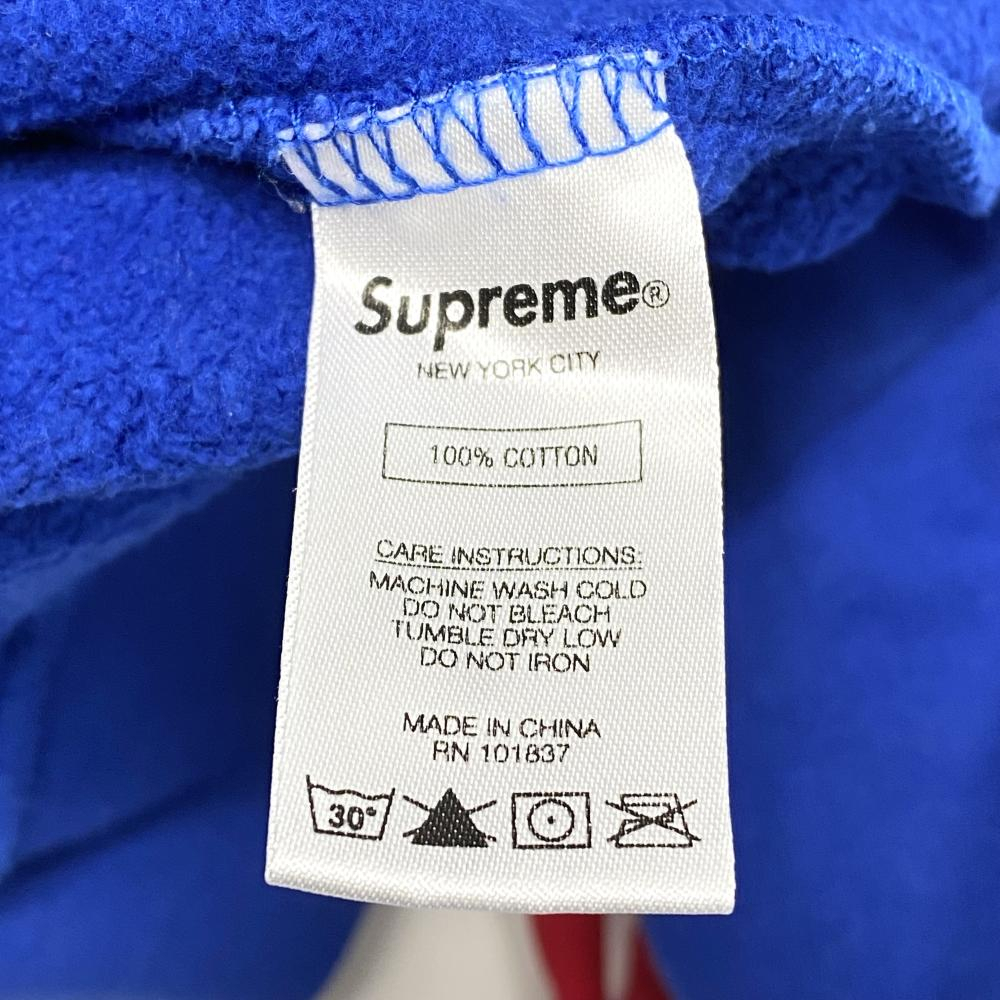 Supreme®
NEW YORK CITY
100% COTTON
CARE INSTRUCTIONS:
MACHINE WASH COLD
DO NOT BLEACH
TUMBLE DRY LOW
DO NOT IRON
MADE IN CHINA
RN 101837
30°